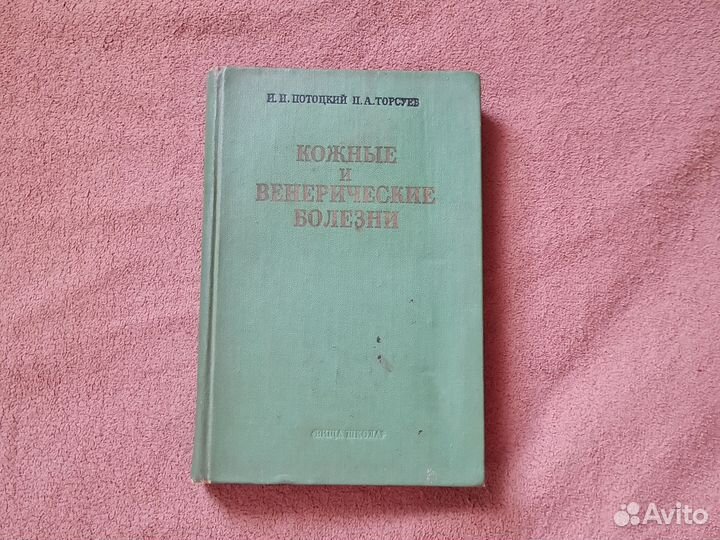 И. И. ПОТОЦКИЙ П. А. ТОРСУЕВ
КОЖНЫЕ
И
ВЕНЕРИЧЕСКИЕ
БОЛЕЗНИ
«ВИЩА ШКОЛА»
Avito